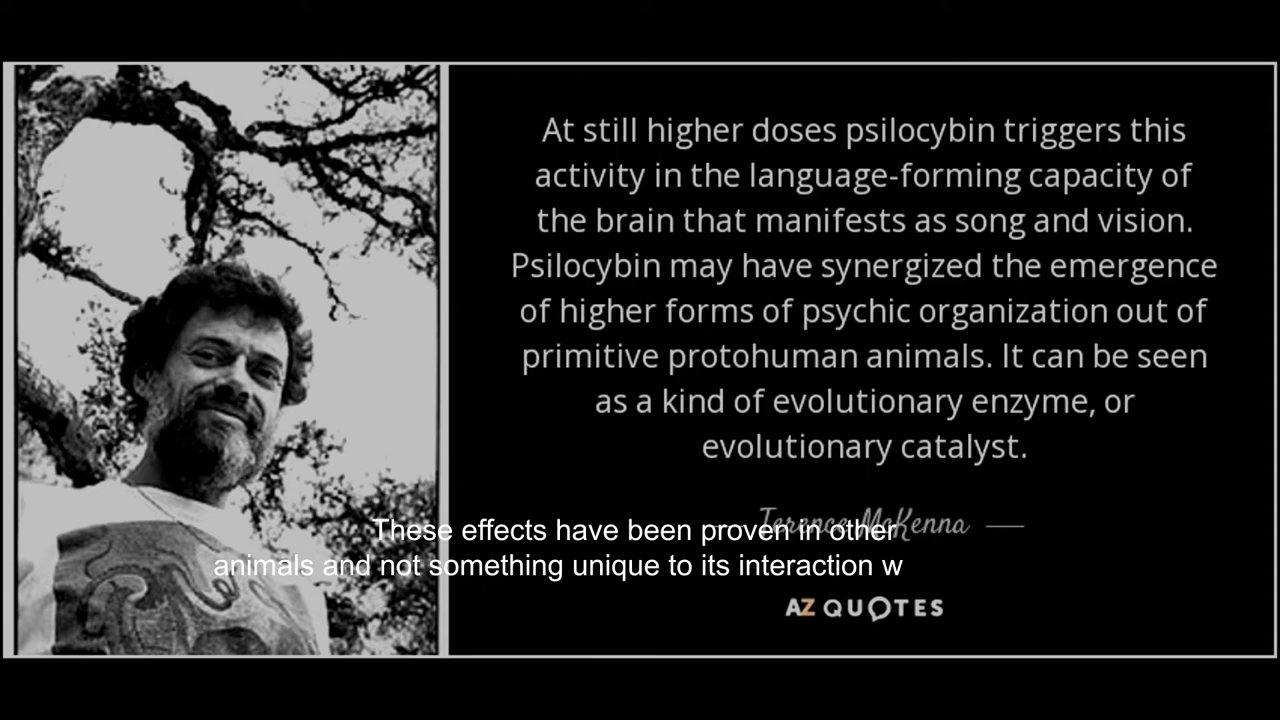 At still higher doses psilocybin triggers this
activity in the language-forming capacity of
the brain that manifests as song and vision.
Psilocybin may have synergized the emergence
of higher forms of psychic organization out of
primitive protohuman animals. It can be seen
as a kind of evolutionary enzyme, or
evolutionary catalyst.
Terence McKenna
These effects have been proven in other
animals and not something unique to its interaction w
AZ QUOTES